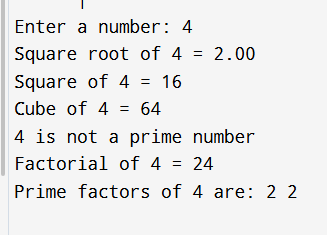 Enter a number: 4
Square root of 4 = 2.00
Square of 4 = 16
Cube of 4 = 64
4 is not a prime number
Factorial of 4 = 24
Prime factors of 4 are: 2 2